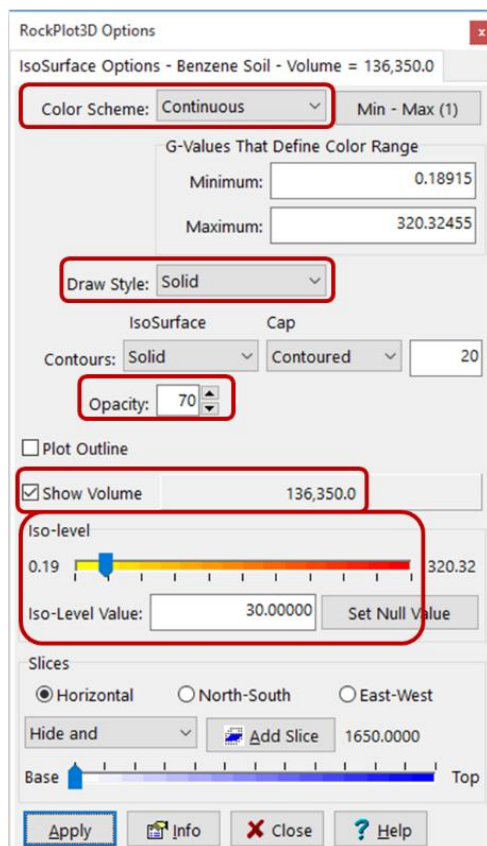 RockPlot3D Options
x
IsoSurface Options - Benzene Soil - Volume = 136,350.0
Color Scheme: Continuous Min - Max (1)
G-Values That Define Color Range
Minimum: 0.18915
Maximum: 320.32455
Draw Style: Solid
IsoSurface Cap
Contours: Solid Contoured 20
Opacity: 70
Plot Outline
Show Volume 136,350.0
Iso-level
0.19 320.32
Iso-Level Value: 30.00000 Set Null Value
Slices
Horizontal North-South East-West
Hide and Add Slice 1650.0000
Base Top
Apply Info Close Help